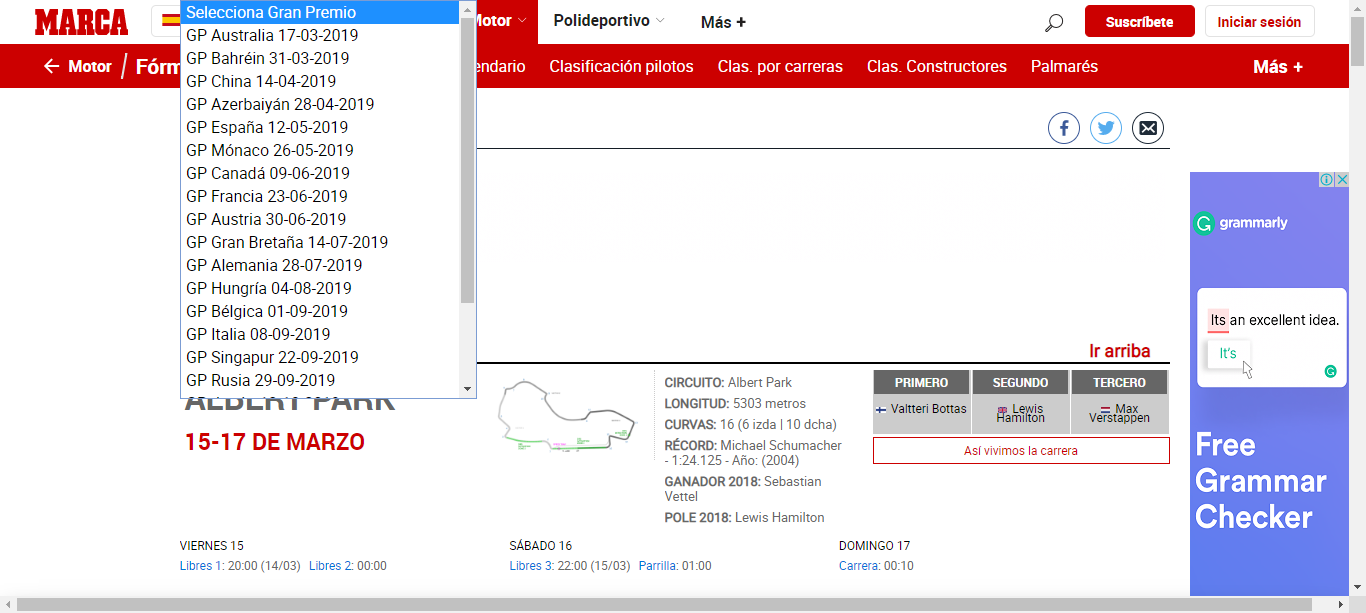 MARCA
Motor
Polideportivo
Más +
Suscríbete
Iniciar sesión
Motor / Fórm
endario
Clasificación pilotos
Clas. por carreras
Clas. Constructores
Palmarés
Más +
Selecciona Gran Premio
GP Australia 17-03-2019
GP Bahréin 31-03-2019
GP China 14-04-2019
GP Azerbaiyán 28-04-2019
GP España 12-05-2019
GP Mónaco 26-05-2019
GP Canadá 09-06-2019
GP Francia 23-06-2019
GP Austria 30-06-2019
GP Gran Bretaña 14-07-2019
GP Alemania 28-07-2019
GP Hungría 04-08-2019
GP Bélgica 01-09-2019
GP Italia 08-09-2019
GP Singapur 22-09-2019
GP Rusia 29-09-2019
Ir arriba
ALBERT PARK
15-17 DE MARZO
CIRCUITO: Albert Park
LONGITUD: 5303 metros
CURVAS: 16 (6 izda | 10 dcha)
RÉCORD: Michael Schumacher
- 1:24.125 - Año: (2004)
GANADOR 2018: Sebastian
Vettel
POLE 2018: Lewis Hamilton
PRIMERO
SEGUNDO
TERCERO
Valtteri Bottas
Lewis
Hamilton
Max
Verstappen
Así vivimos la carrera
VIERNES 15
Libres 1: 20:00 (14/03) Libres 2: 00:00
SÁBADO 16
Libres 3: 22:00 (15/03) Parrilla: 01:00
DOMINGO 17
Carrera: 00:10
grammarly
Its an excellent idea.
It's
Free
Grammar
Checker